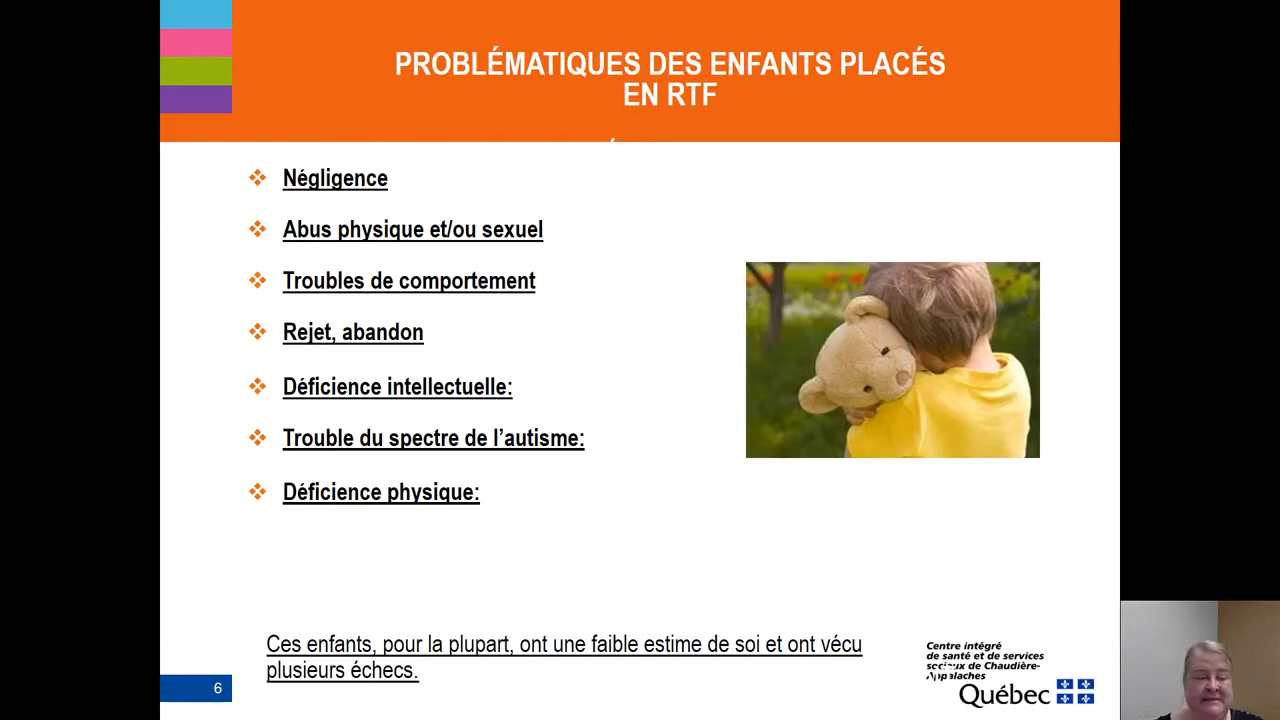 PROBLÉMATIQUES DES ENFANTS PLACÉS
EN RTF
Négligence
Abus physique et/ou sexuel
Troubles de comportement
Rejet, abandon
Déficience intellectuelle:
Trouble du spectre de l’autisme:
Déficience physique:
Ces enfants, pour la plupart, ont une faible estime de soi et ont vécu
plusieurs échecs.
6
Centre intégré
de santé et de services
sociaux de Chaudière-
Appalaches
Québec